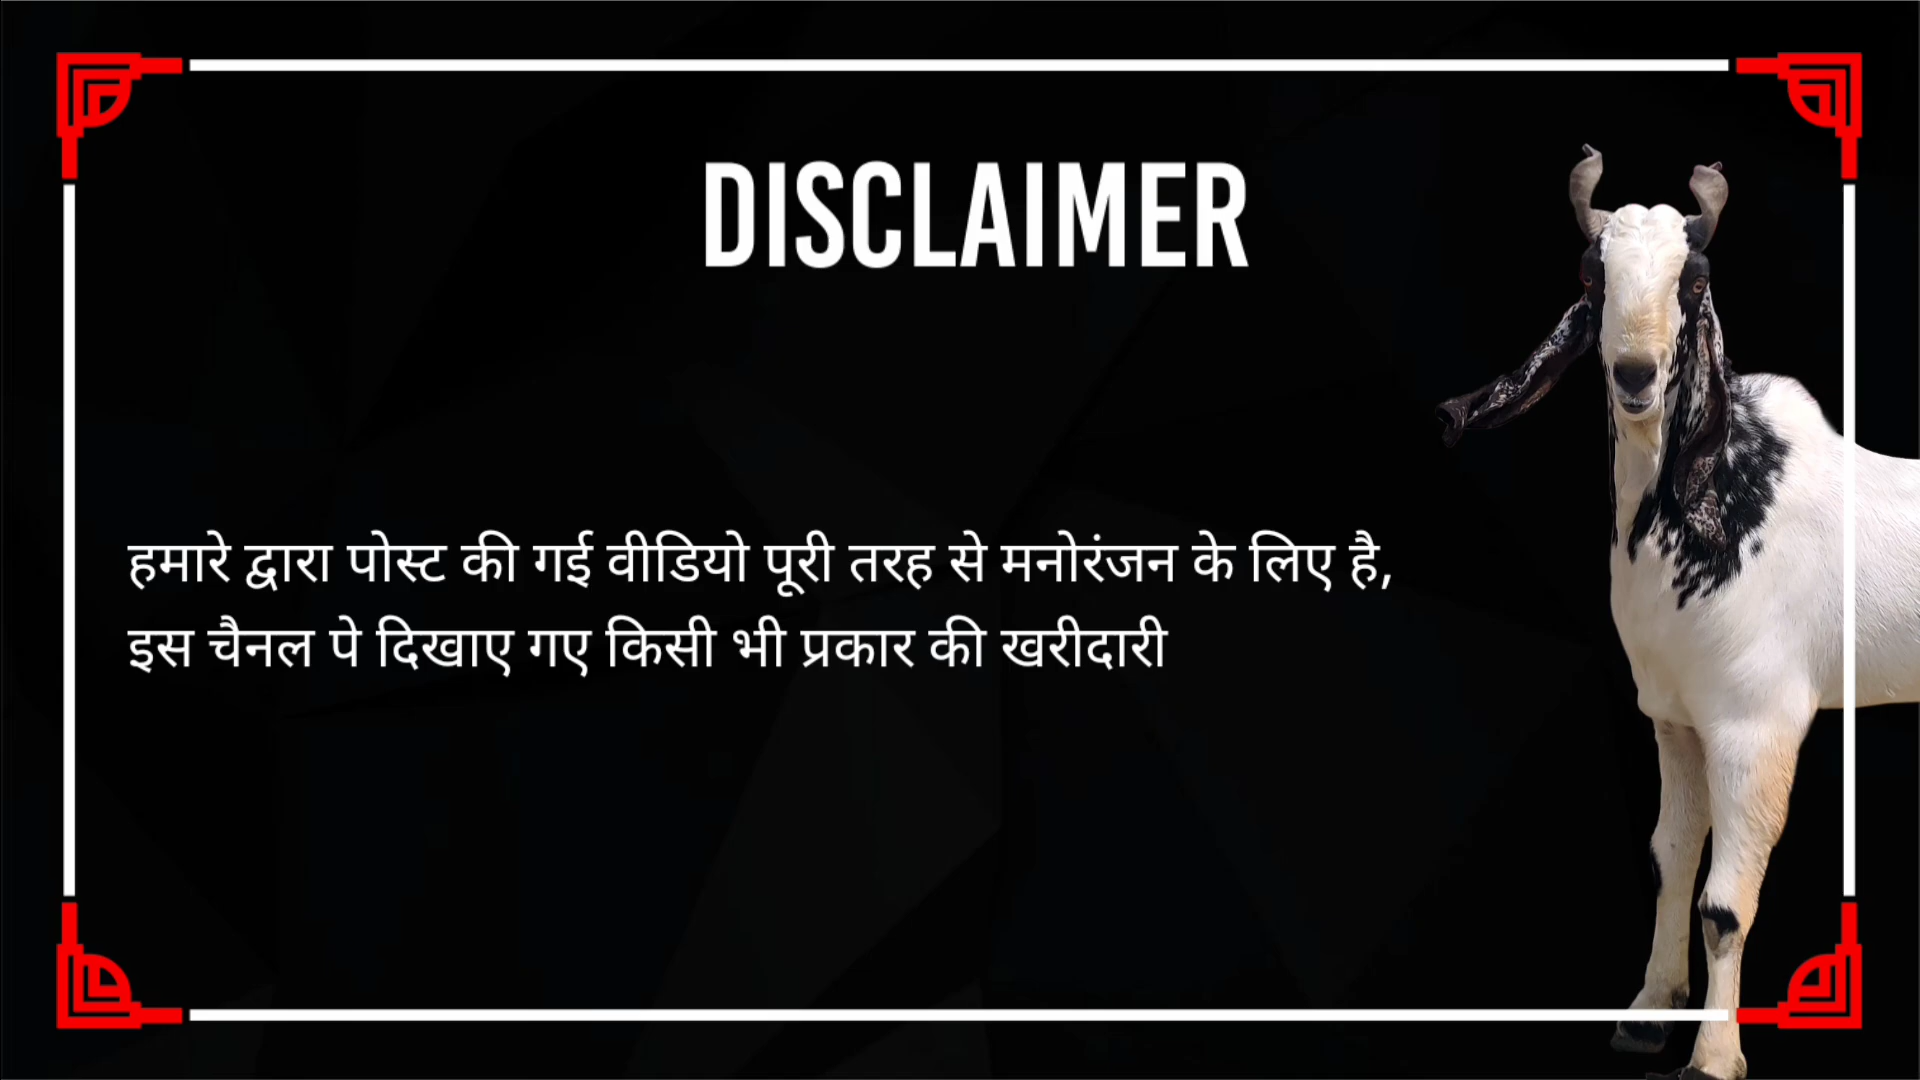 DISCLAIMER
हमारे द्वारा पोस्ट की गई वीडियो पूरी तरह से मनोरंजन के लिए है,
इस चैनल पे दिखाए गए किसी भी प्रकार की खरीदारी